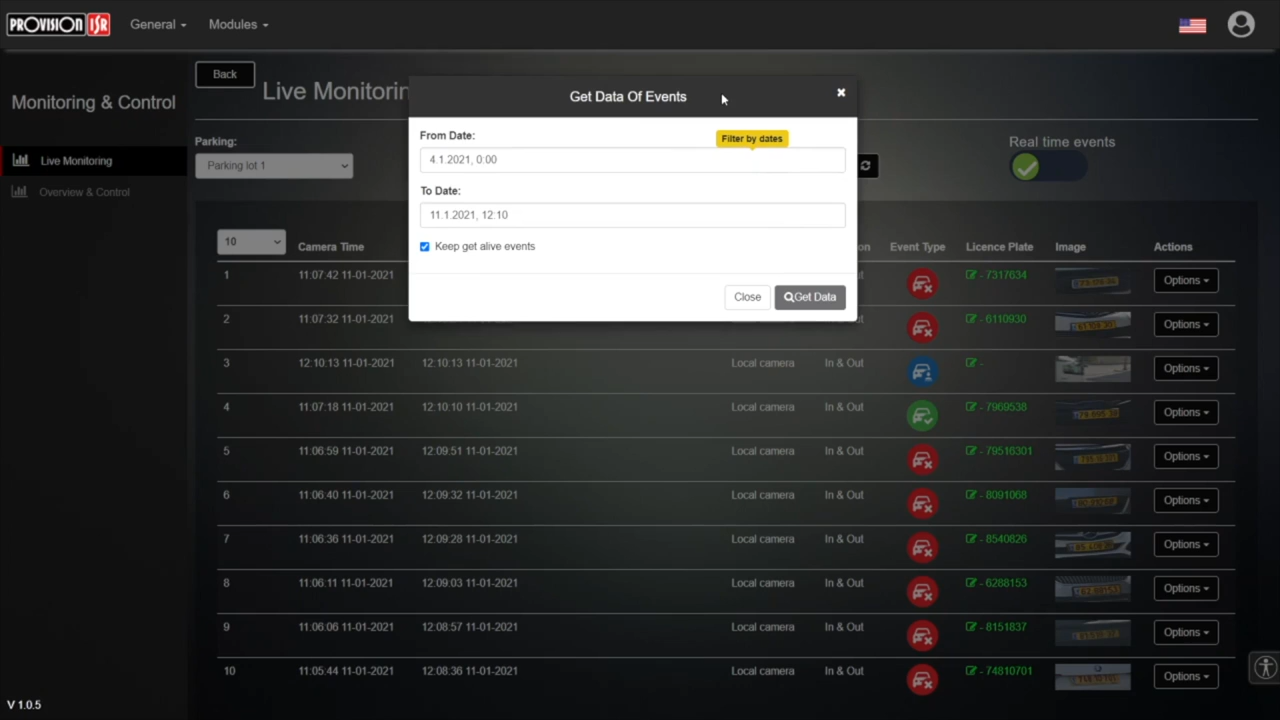 PROVISION ISR
General
Modules
Monitoring & Control
Live Monitoring
Overview & Control
Back
Live Monitorin
Parking:
Parking lot 1
Real time events
Get Data Of Events
From Date:
Filter by dates
4.1.2021, 0:00
To Date:
11.1.2021, 12:10
Keep get alive events
Close
Get Data
10 Camera Time on Event Type Licence Plate Image Actions
1 11:07:42 11-01-2021 - 7317634 Options
2 11:07:32 11-01-2021 - 6110930 Options
3 12:10:13 11-01-2021 12:10:13 11-01-2021 Local camera In & Out - Options
4 11:07:18 11-01-2021 12:10:10 11-01-2021 Local camera In & Out - 7969538 Options
5 11:06:59 11-01-2021 12:09:51 11-01-2021 Local camera In & Out - 79516301 Options
6 11:06:40 11-01-2021 12:09:32 11-01-2021 Local camera In & Out - 8091068 Options
7 11:06:36 11-01-2021 12:09:28 11-01-2021 Local camera In & Out - 8540826 Options
8 11:06:11 11-01-2021 12:09:03 11-01-2021 Local camera In & Out - 6288153 Options
9 11:06:06 11-01-2021 12:08:57 11-01-2021 Local camera In & Out - 8151837 Options
10 11:05:44 11-01-2021 12:08:36 11-01-2021 Local camera In & Out - 74810701 Options
V 1.0.5